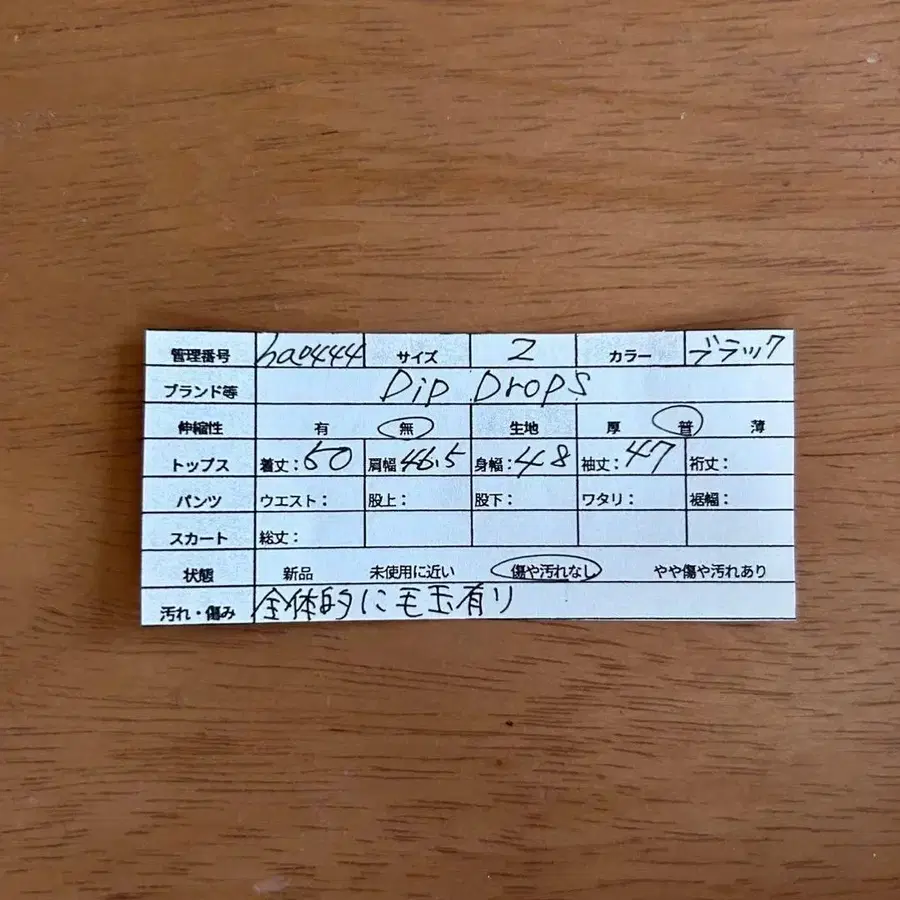 管理番号 hao444 サイズ 2 カラー ブラック
ブランド等 Dip Drops
伸縮性 有 無 生地 厚 普 薄
トップス 着丈：60 肩幅 46.5 身幅：48 袖丈：47 裄丈：
パンツ ウエスト： 股上： 股下： ワタリ： 裾幅：
スカート 総丈：
状態 新品 未使用に近い 傷や汚れなし やや傷や汚れあり
汚れ・傷み 全体的に毛玉有り